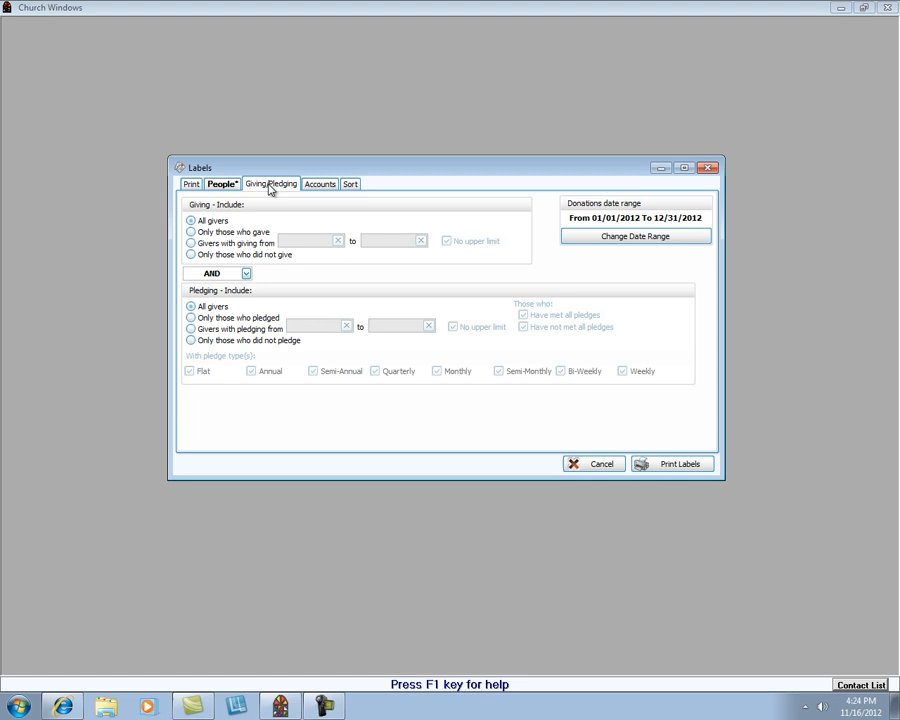 Church Windows
Labels
Print People* Giving/Pledging Accounts Sort
Giving - Include:
All givers
Only those who gave
Givers with giving from to No upper limit
Only those who did not give
Donations date range
From 01/01/2012 To 12/31/2012
Change Date Range
AND
Pledging - Include:
All givers
Only those who pledged
Givers with pledging from to No upper limit
Only those who did not pledge
Those who:
Have met all pledges
Have not met all pledges
With pledge type(s):
Flat Annual Semi-Annual Quarterly Monthly Semi-Monthly Bi-Weekly Weekly
Cancel Print Labels
Press F1 key for help
Contact List
4:24 PM
11/16/2012